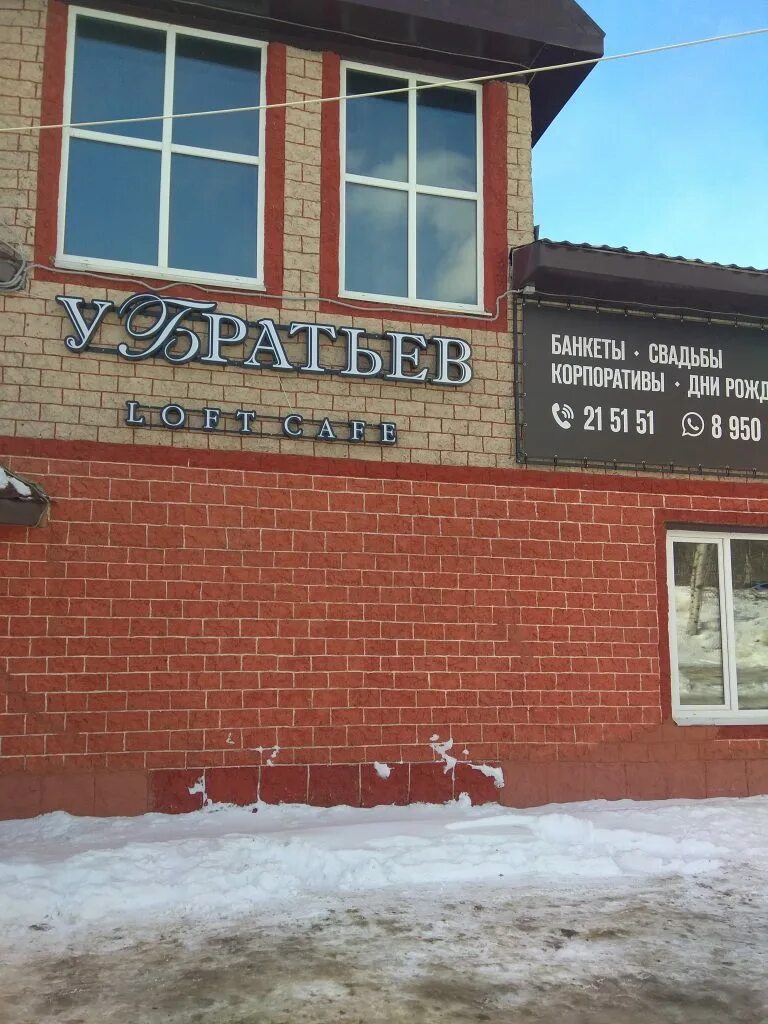 У БРАТЬЕВ
LOFT CAFE
БАНКЕТЫ · СВАДЬБЫ
КОРПОРАТИВЫ · ДНИ РОЖД
21 51 51 8 950